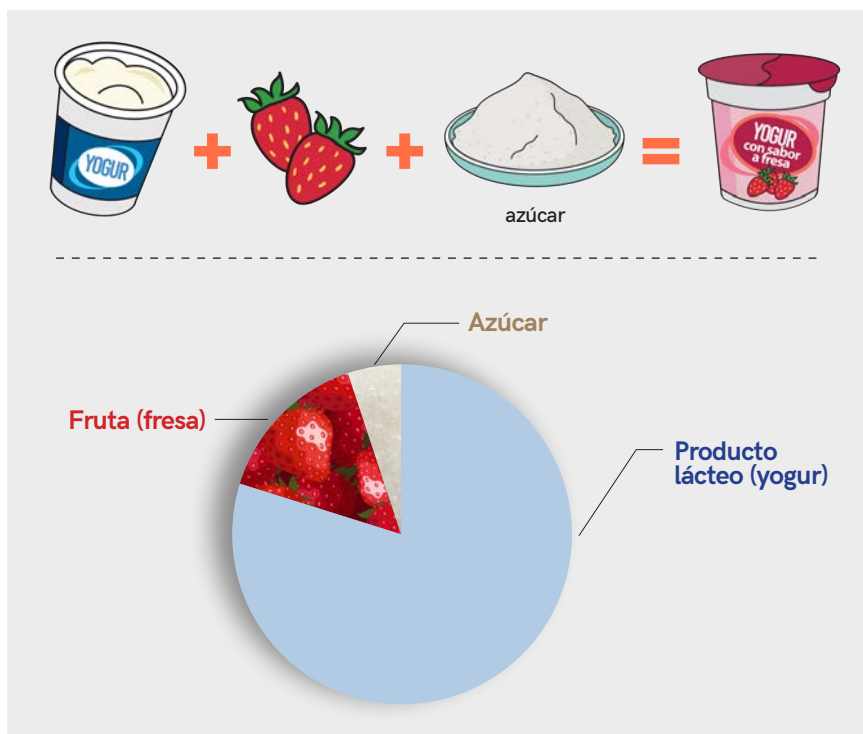 YOGUR
YOGUR
con sabor
a fresa
azúcar
Azúcar
Fruta (fresa)
Producto
lácteo (yogur)